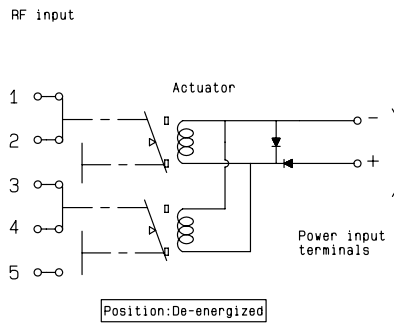 RF input
Actuator
1
2
3
4
5
−
+
Power input
terminals
Position:De-energized